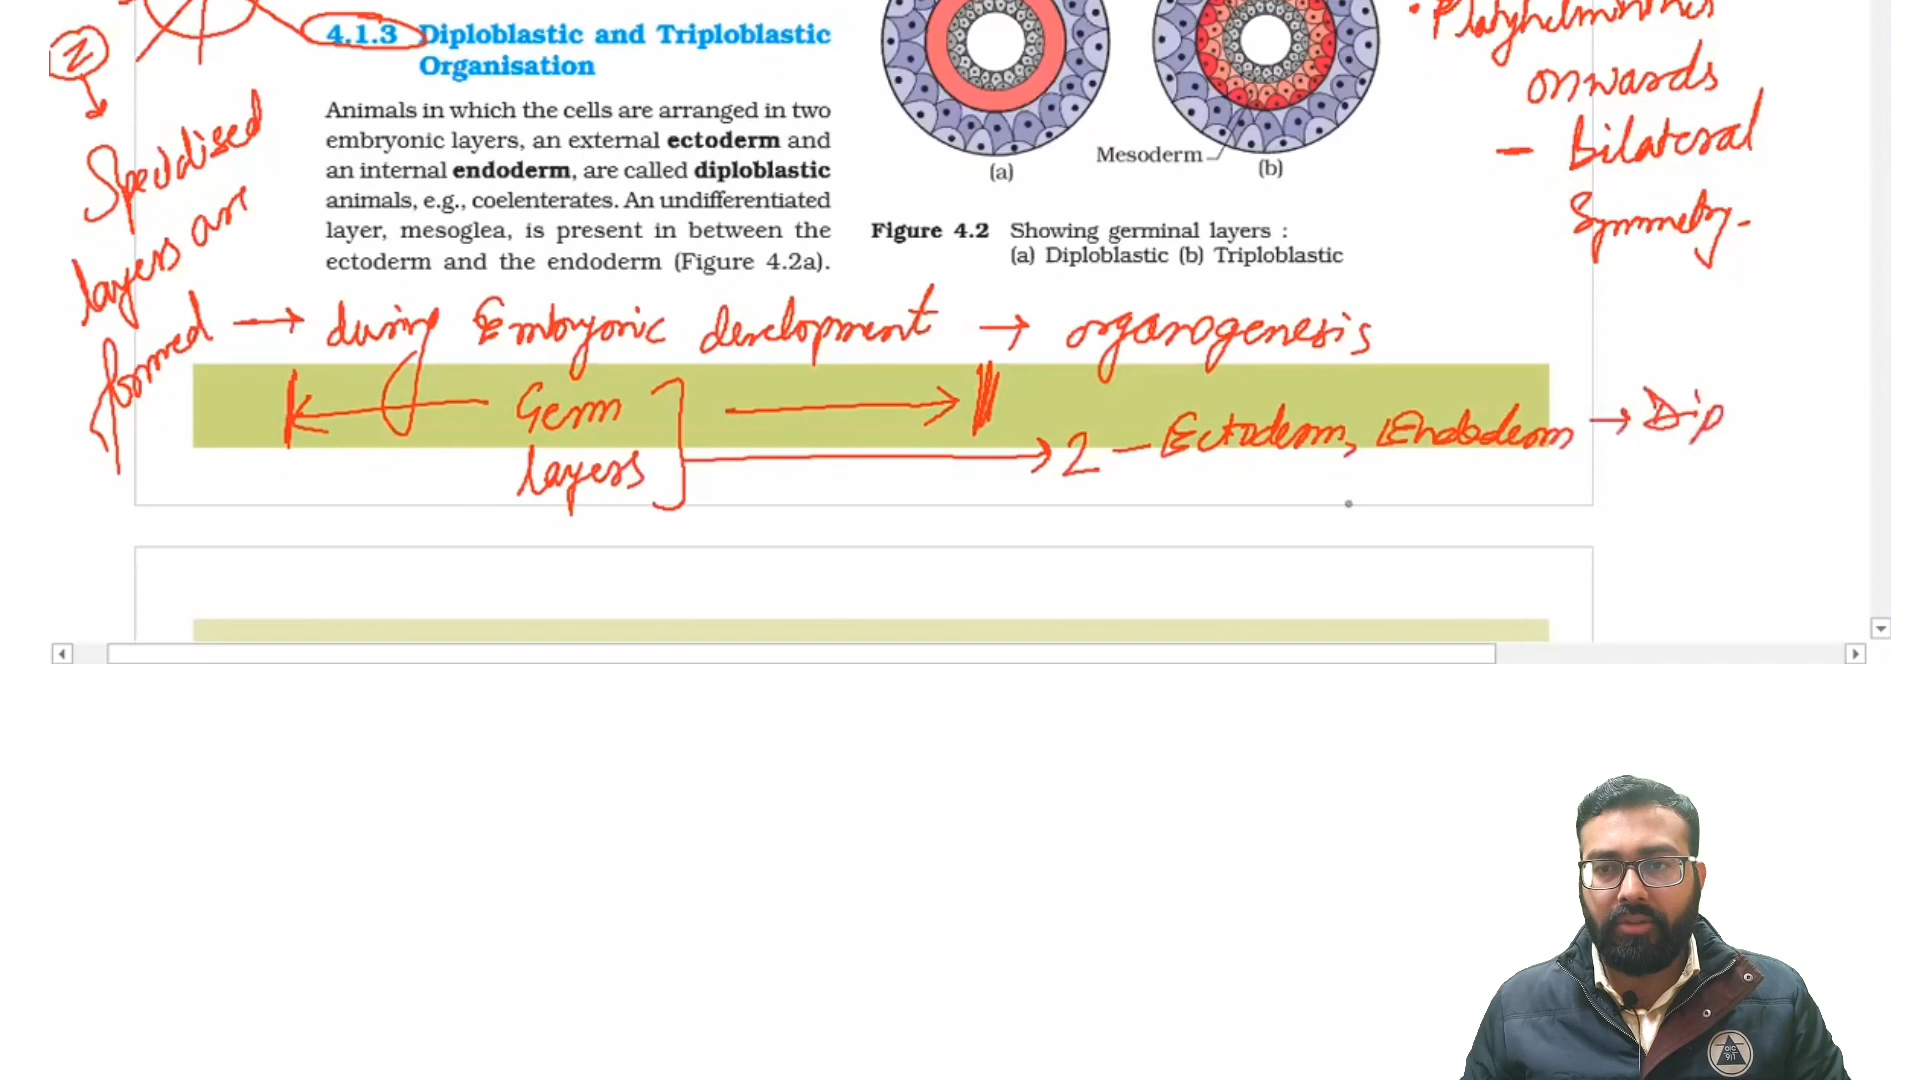 4.1.3 Diploblastic and Triploblastic
Organisation
Animals in which the cells are arranged in two
embryonic layers, an external ectoderm and
an internal endoderm, are called diploblastic
animals, e.g., coelenterates. An undifferentiated
layer, mesoglea, is present in between the
ectoderm and the endoderm (Figure 4.2a).
Mesoderm
(a)
(b)
Figure 4.2 Showing germinal layers :
(a) Diploblastic (b) Triploblastic
• Platyhelminthes
onwards
– bilateral
Symmetry.
2
Specialised
layers are
formed → during Embryonic development → organogenesis
Germ
layers
2 – Ectoderm, Endoderm → Dip